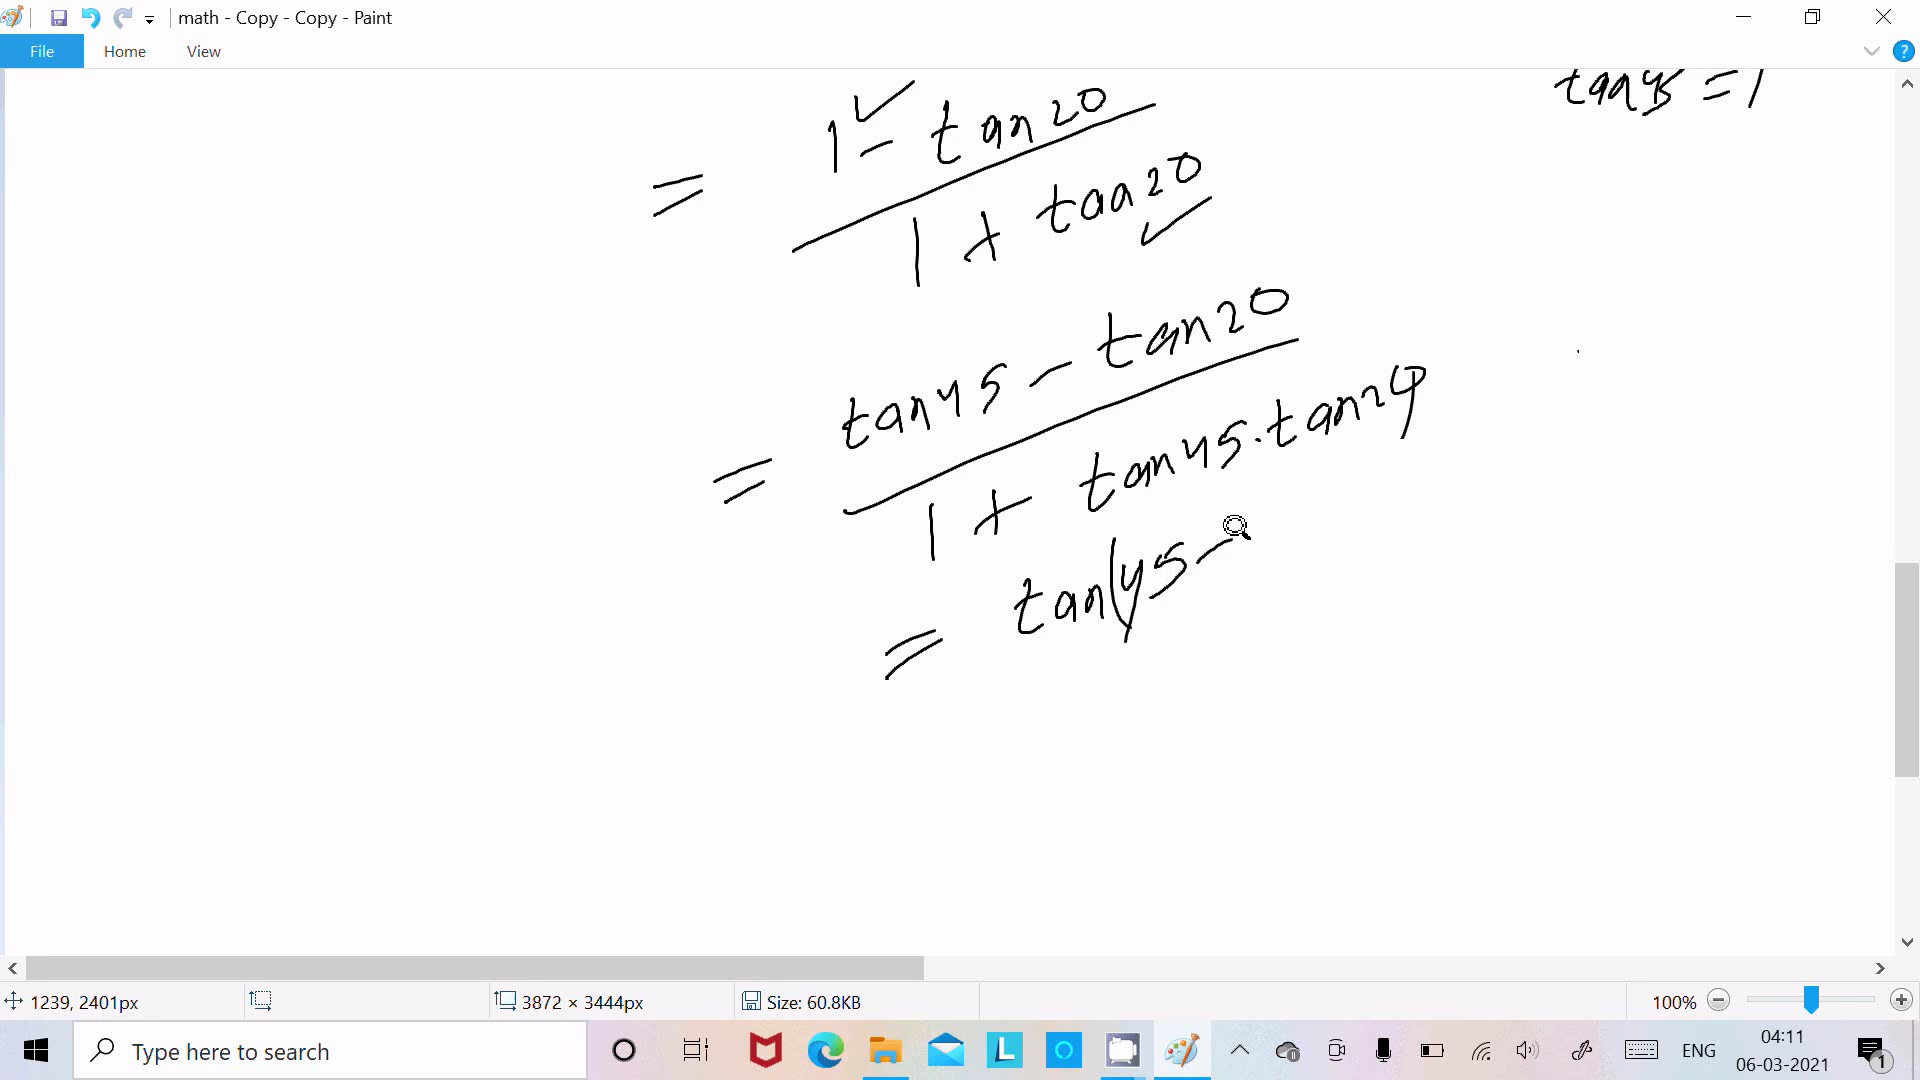 math - Copy - Copy - Paint
File Home View
tan45 = 1
1 - tan20
=
1 + tan20
tan45 - tan20
=
1 + tan45.tan20
= tan(45 -
1239, 2401px
3872 × 3444px
Size: 60.8KB
100%
Type here to search
ENG
04:11
06-03-2021
1